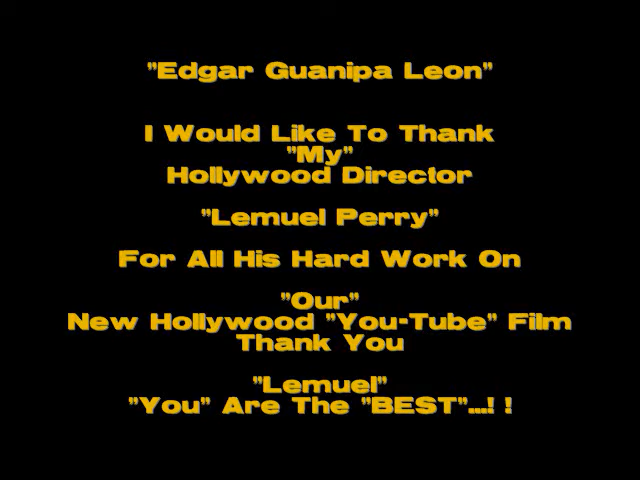 "Edgar Guanipa Leon"
I Would Like To Thank
"My"
Hollywood Director
"Lemuel Perry"
For All His Hard Work On
"Our"
New Hollywood "You-Tube" Film
Thank You
"Lemuel"
"You" Are The "BEST"...! !